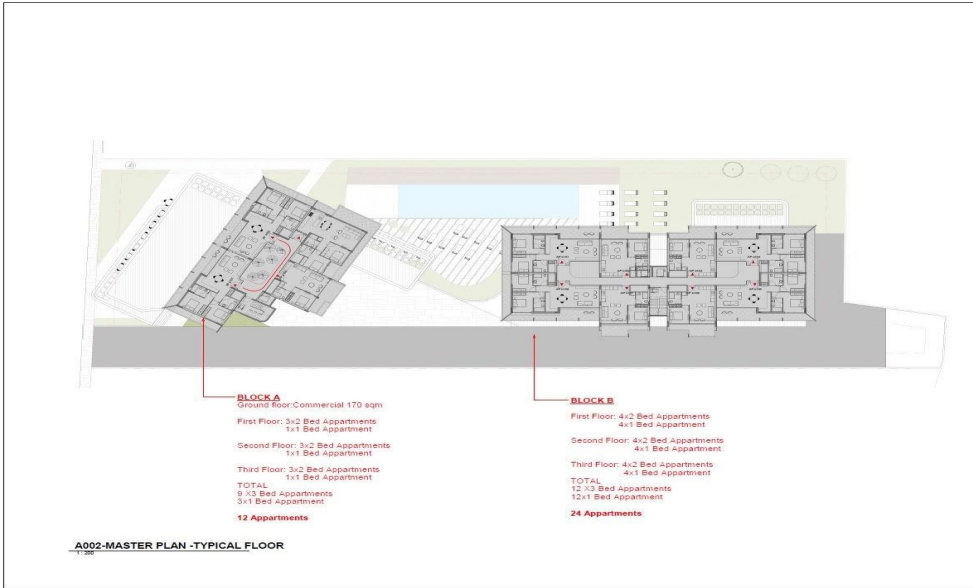 BLOCK A
Ground floor:Commercial 170 sqm
First Floor: 3x2 Bed Appartments
1x1 Bed Appartment
Second Floor: 3x2 Bed Appartments
1x1 Bed Appartment
Third Floor: 3x2 Bed Appartments
1x1 Bed Appartment
TOTAL
9 X3 Bed Appartments
3x1 Bed Appartment
12 Appartments
BLOCK B
First Floor: 4x2 Bed Appartments
4x1 Bed Appartment
Second Floor: 4x2 Bed Appartments
4x1 Bed Appartment
Third Floor: 4x2 Bed Appartments
4x1 Bed Appartment
TOTAL
12 X3 Bed Appartments
12x1 Bed Appartment
24 Appartments
A002-MASTER PLAN -TYPICAL FLOOR